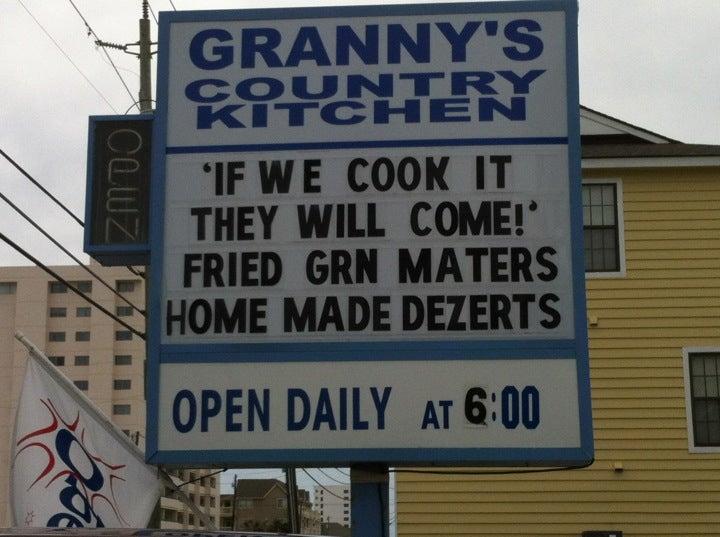 GRANNY'S
COUNTRY
KITCHEN
OPEN
'IF WE COOK IT
THEY WILL COME!'
FRIED GRN MATERS
HOME MADE DEZERTS
OPEN DAILY AT 6:00